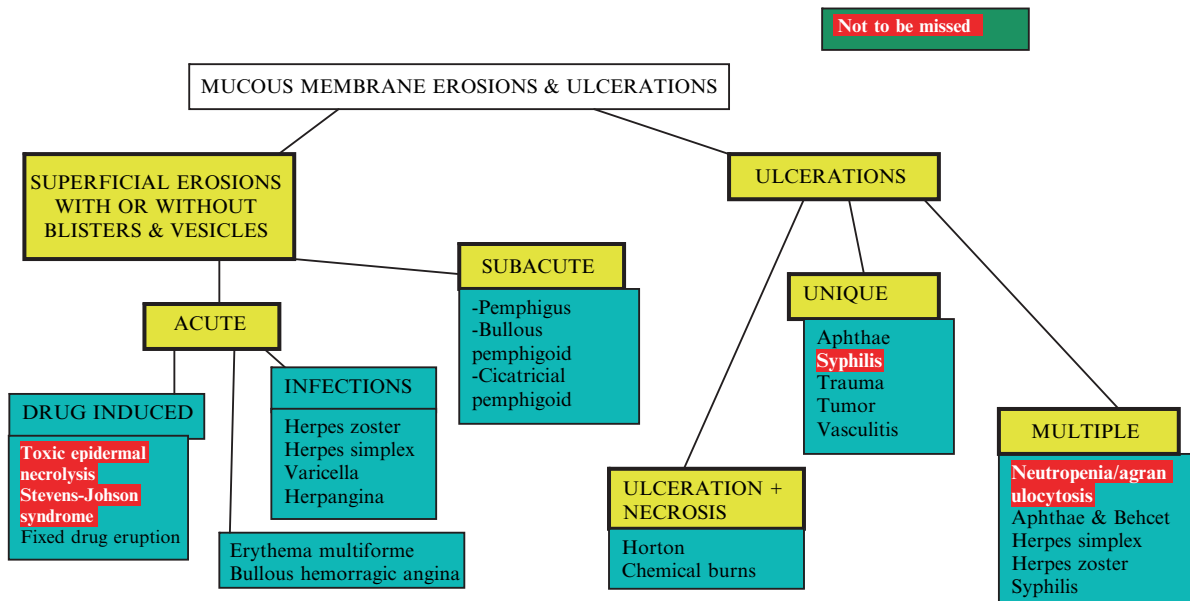 Not to be missed
MUCOUS MEMBRANE EROSIONS & ULCERATIONS
SUPERFICIAL EROSIONS
WITH OR WITHOUT
BLISTERS & VESICLES
ULCERATIONS
SUBACUTE
-Pemphigus
-Bullous
pemphigoid
-Cicatricial
pemphigoid
UNIQUE
Aphthae
Syphilis
Trauma
Tumor
Vasculitis
ACUTE
DRUG INDUCED
Toxic epidermal
necrolysis
Stevens-Johson
syndrome
Fixed drug eruption
INFECTIONS
Herpes zoster
Herpes simplex
Varicella
Herpangina
Erythema multiforme
Bullous hemorragic angina
ULCERATION +
NECROSIS
Horton
Chemical burns
MULTIPLE
Neutropenia/agran
ulocytosis
Aphthae & Behcet
Herpes simplex
Herpes zoster
Syphilis